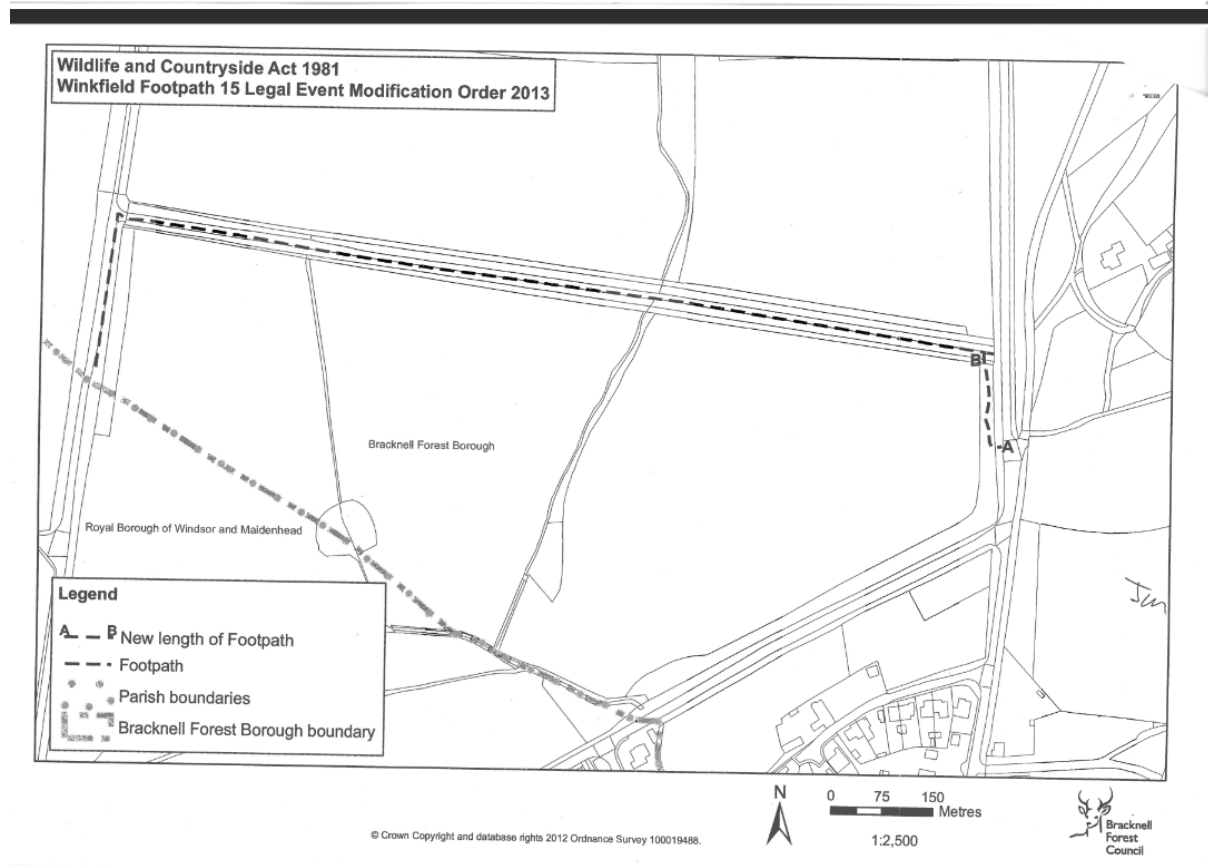 Wildlife and Countryside Act 1981
Winkfield Footpath 15 Legal Event Modification Order 2013
B
A
Bracknell Forest Borough
Royal Borough of Windsor and Maidenhead
Legend
A B New length of Footpath
Footpath
Parish boundaries
Bracknell Forest Borough boundary
N
0 75 150
Metres
1:2,500
© Crown Copyright and database rights 2012 Ordnance Survey 100019488.
Bracknell
Forest
Council